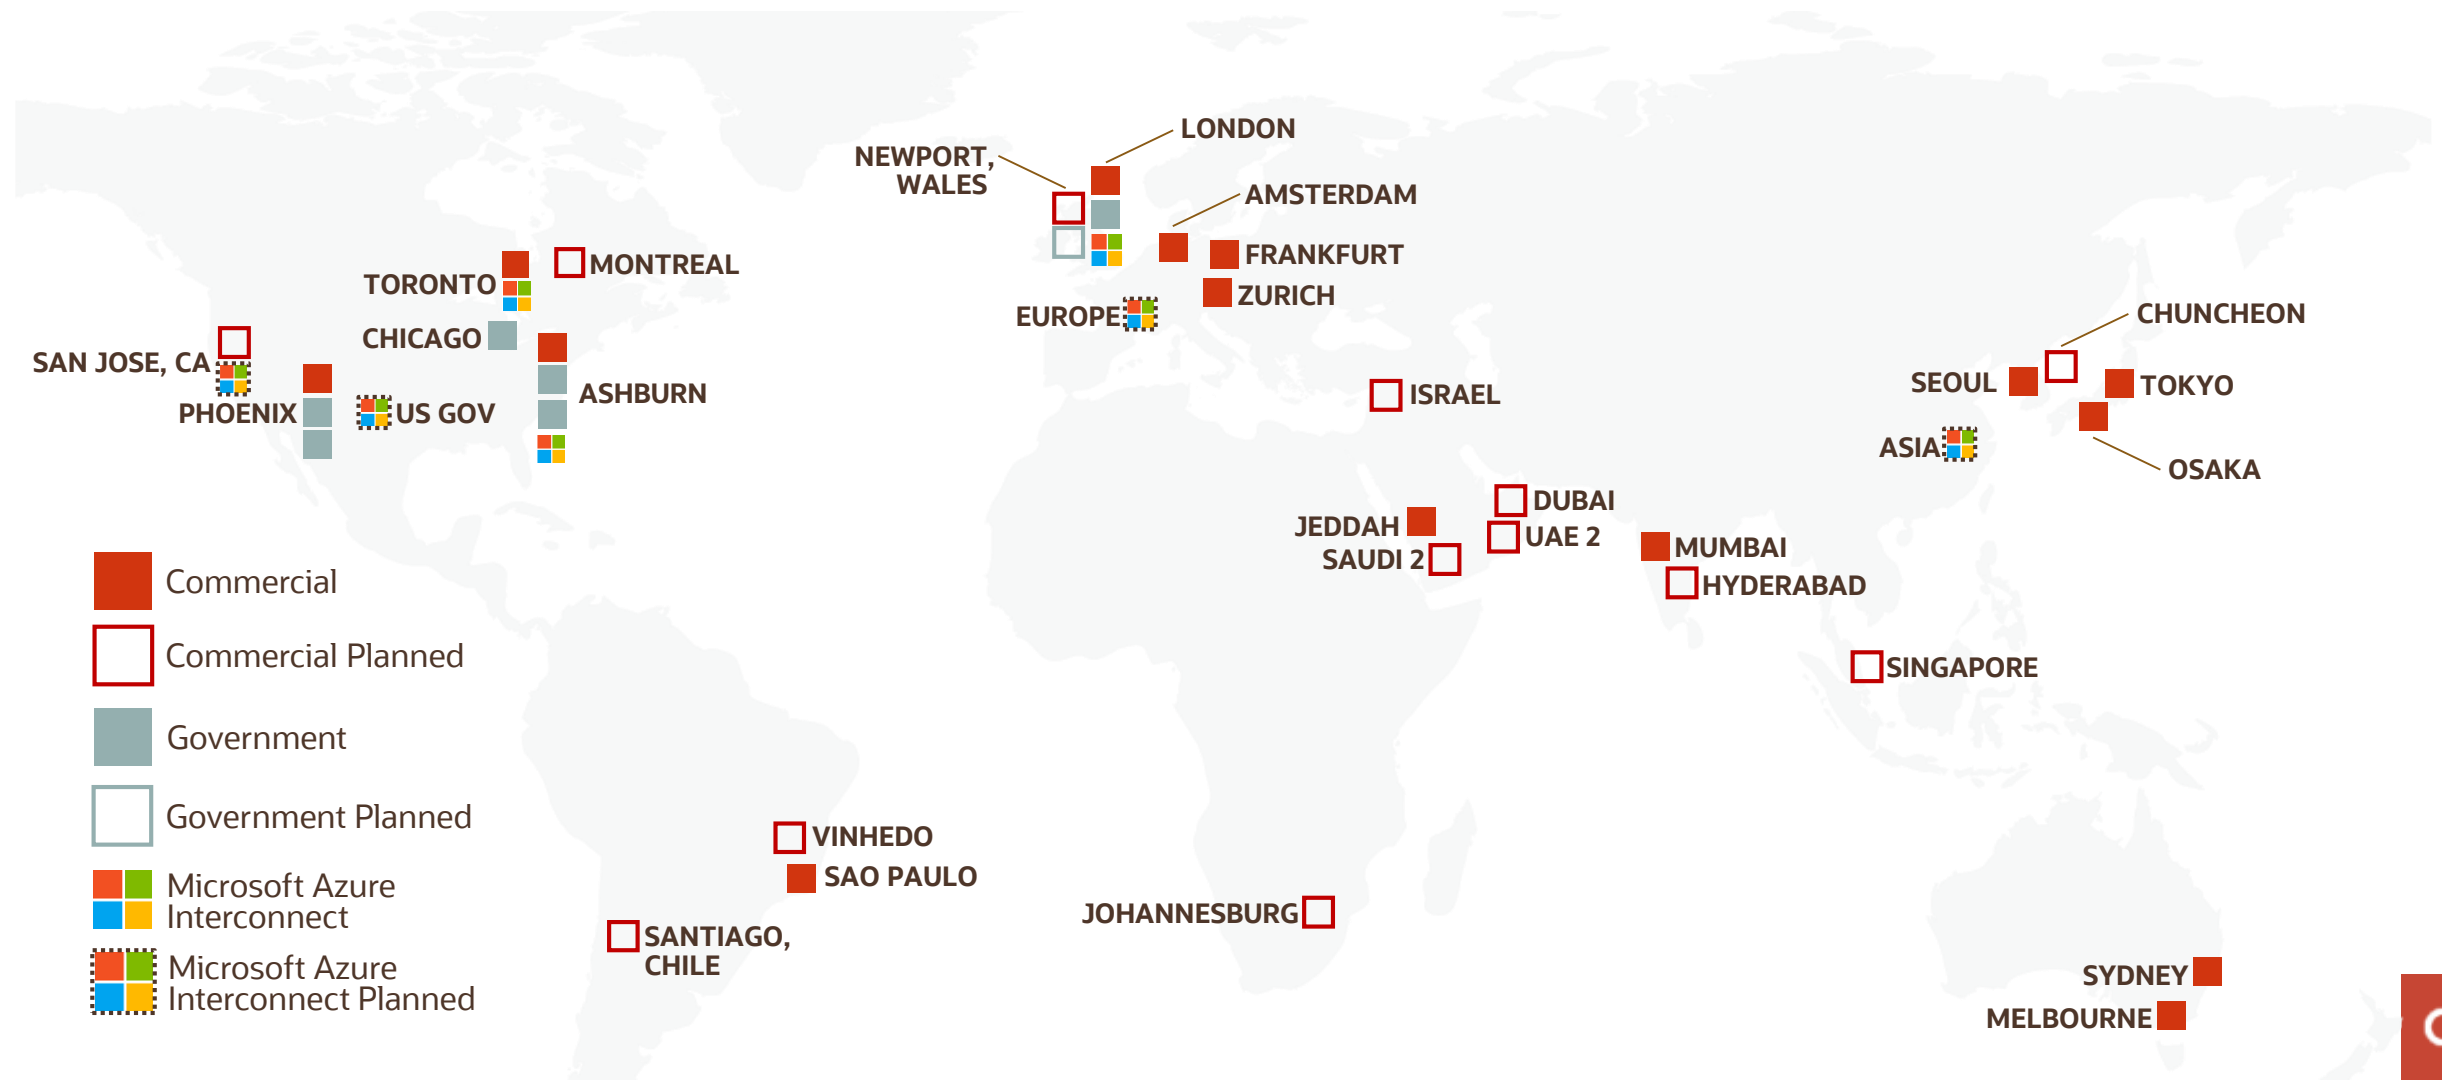 LONDON
NEWPORT,
WALES
AMSTERDAM
FRANKFURT
ZURICH
EUROPE
MONTREAL
TORONTO
CHICAGO
SAN JOSE, CA
PHOENIX
US GOV
ASHBURN
ISRAEL
CHUNCHEON
SEOUL
TOKYO
ASIA
OSAKA
DUBAI
JEDDAH
UAE 2
SAUDI 2
MUMBAI
HYDERABAD
SINGAPORE
VINHEDO
SAO PAULO
SANTIAGO,
CHILE
JOHANNESBURG
SYDNEY
MELBOURNE
Commercial
Commercial Planned
Government
Government Planned
Microsoft Azure
Interconnect
Microsoft Azure
Interconnect Planned